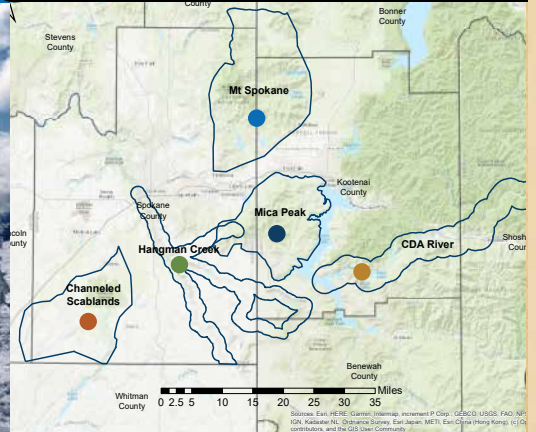 County
Bonner
County
Stevens
County
Mt Spokane
Kootenai
County
Spokane
County
Mica Peak
CDA River
Hangman Creek
Channeled
Scablands
Benewah
County
Whitman
County
Miles
0 2.5 5 10 15 20 25 30 35
Sources: Esri, HERE, Garmin, Intermap, increment P Corp., GEBCO, USGS, FAO, NPS
IGN, Kadaster NL, Ordnance Survey, Esri Japan, METI, Esri China (Hong Kong), (c)
contributors, and the GIS User Community